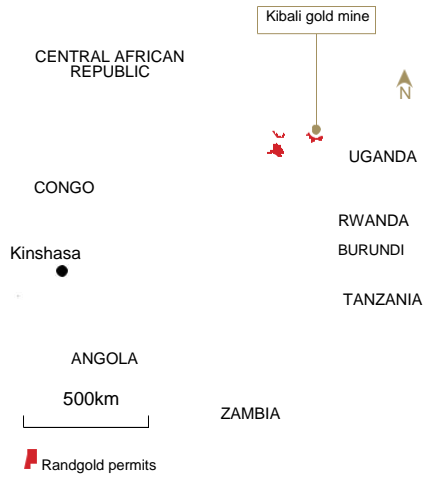 Kibali gold mine
CENTRAL AFRICAN
REPUBLIC
N
UGANDA
CONGO
RWANDA
BURUNDI
Kinshasa
TANZANIA
ANGOLA
500km
ZAMBIA
Randgold permits